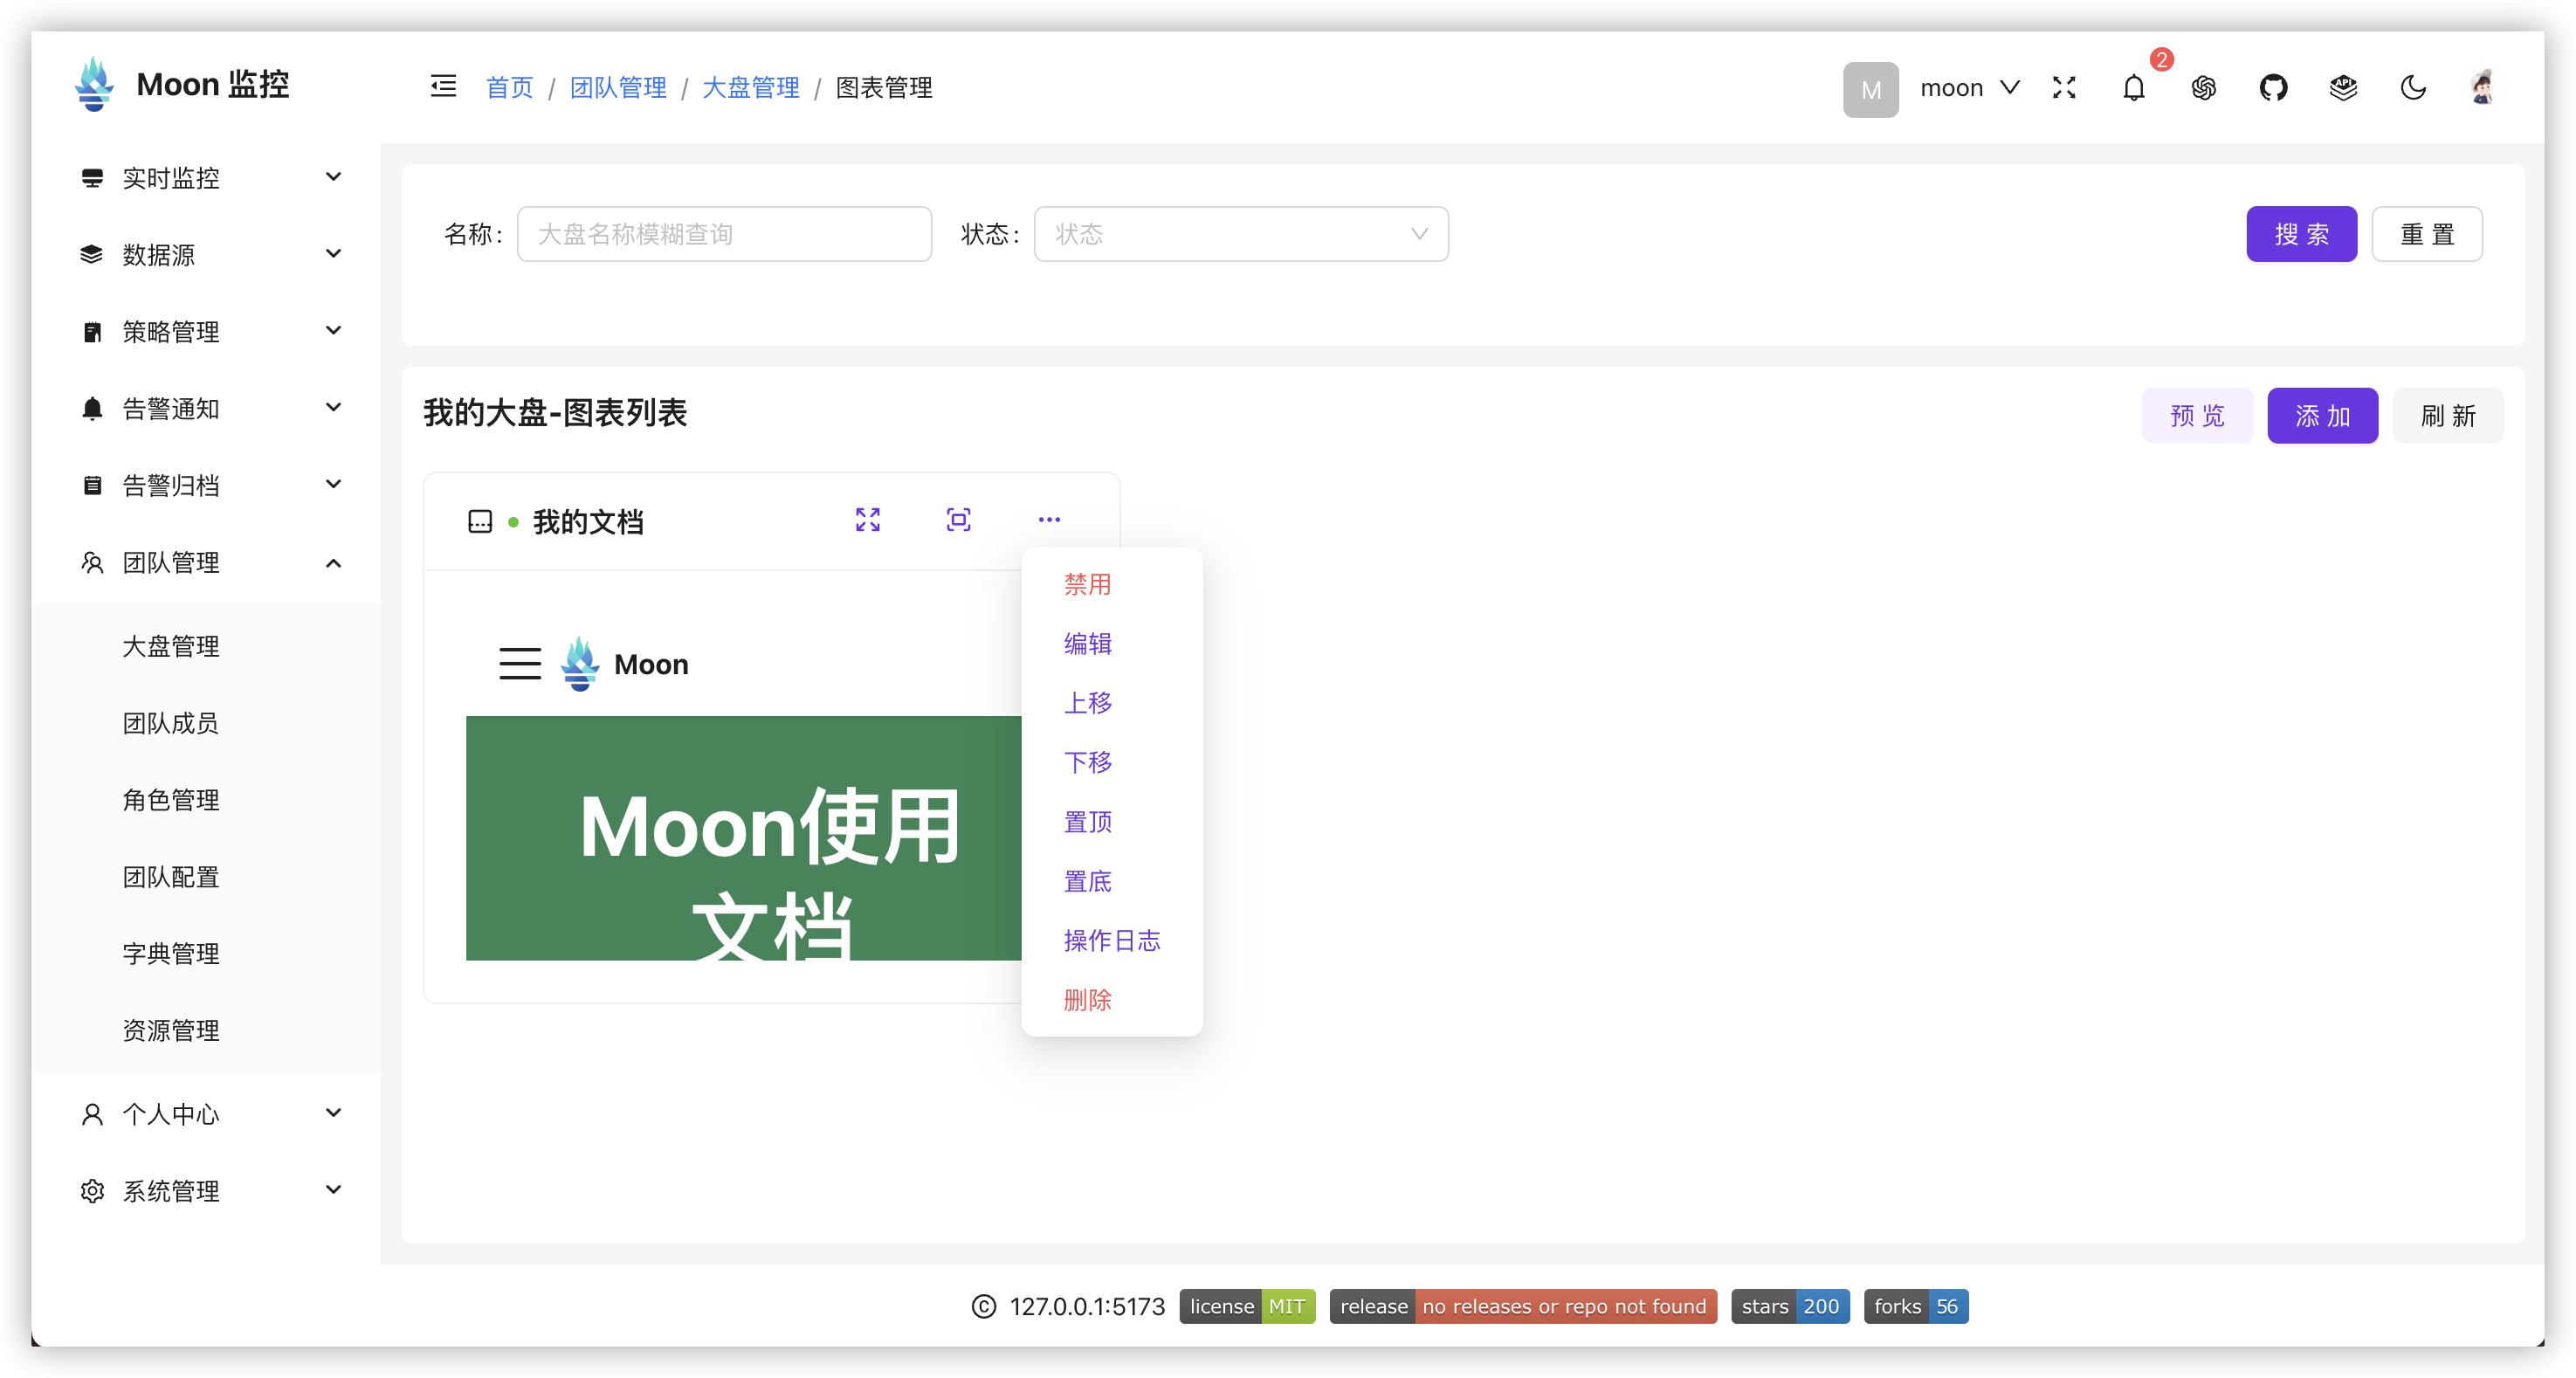 Moon 监控
首页 / 团队管理 / 大盘管理 / 图表管理
M moon
2
API
实时监控
数据源
策略管理
告警通知
告警归档
团队管理
大盘管理
团队成员
角色管理
团队配置
字典管理
资源管理
个人中心
系统管理
名称: 大盘名称模糊查询 状态: 状态
搜 索 重 置
我的大盘-图表列表
预 览 添 加 刷 新
我的文档
Moon
Moon使用
文档
禁用
编辑
上移
下移
置顶
置底
操作日志
删除
© 127.0.0.1:5173 license MIT release no releases or repo not found stars 200 forks 56